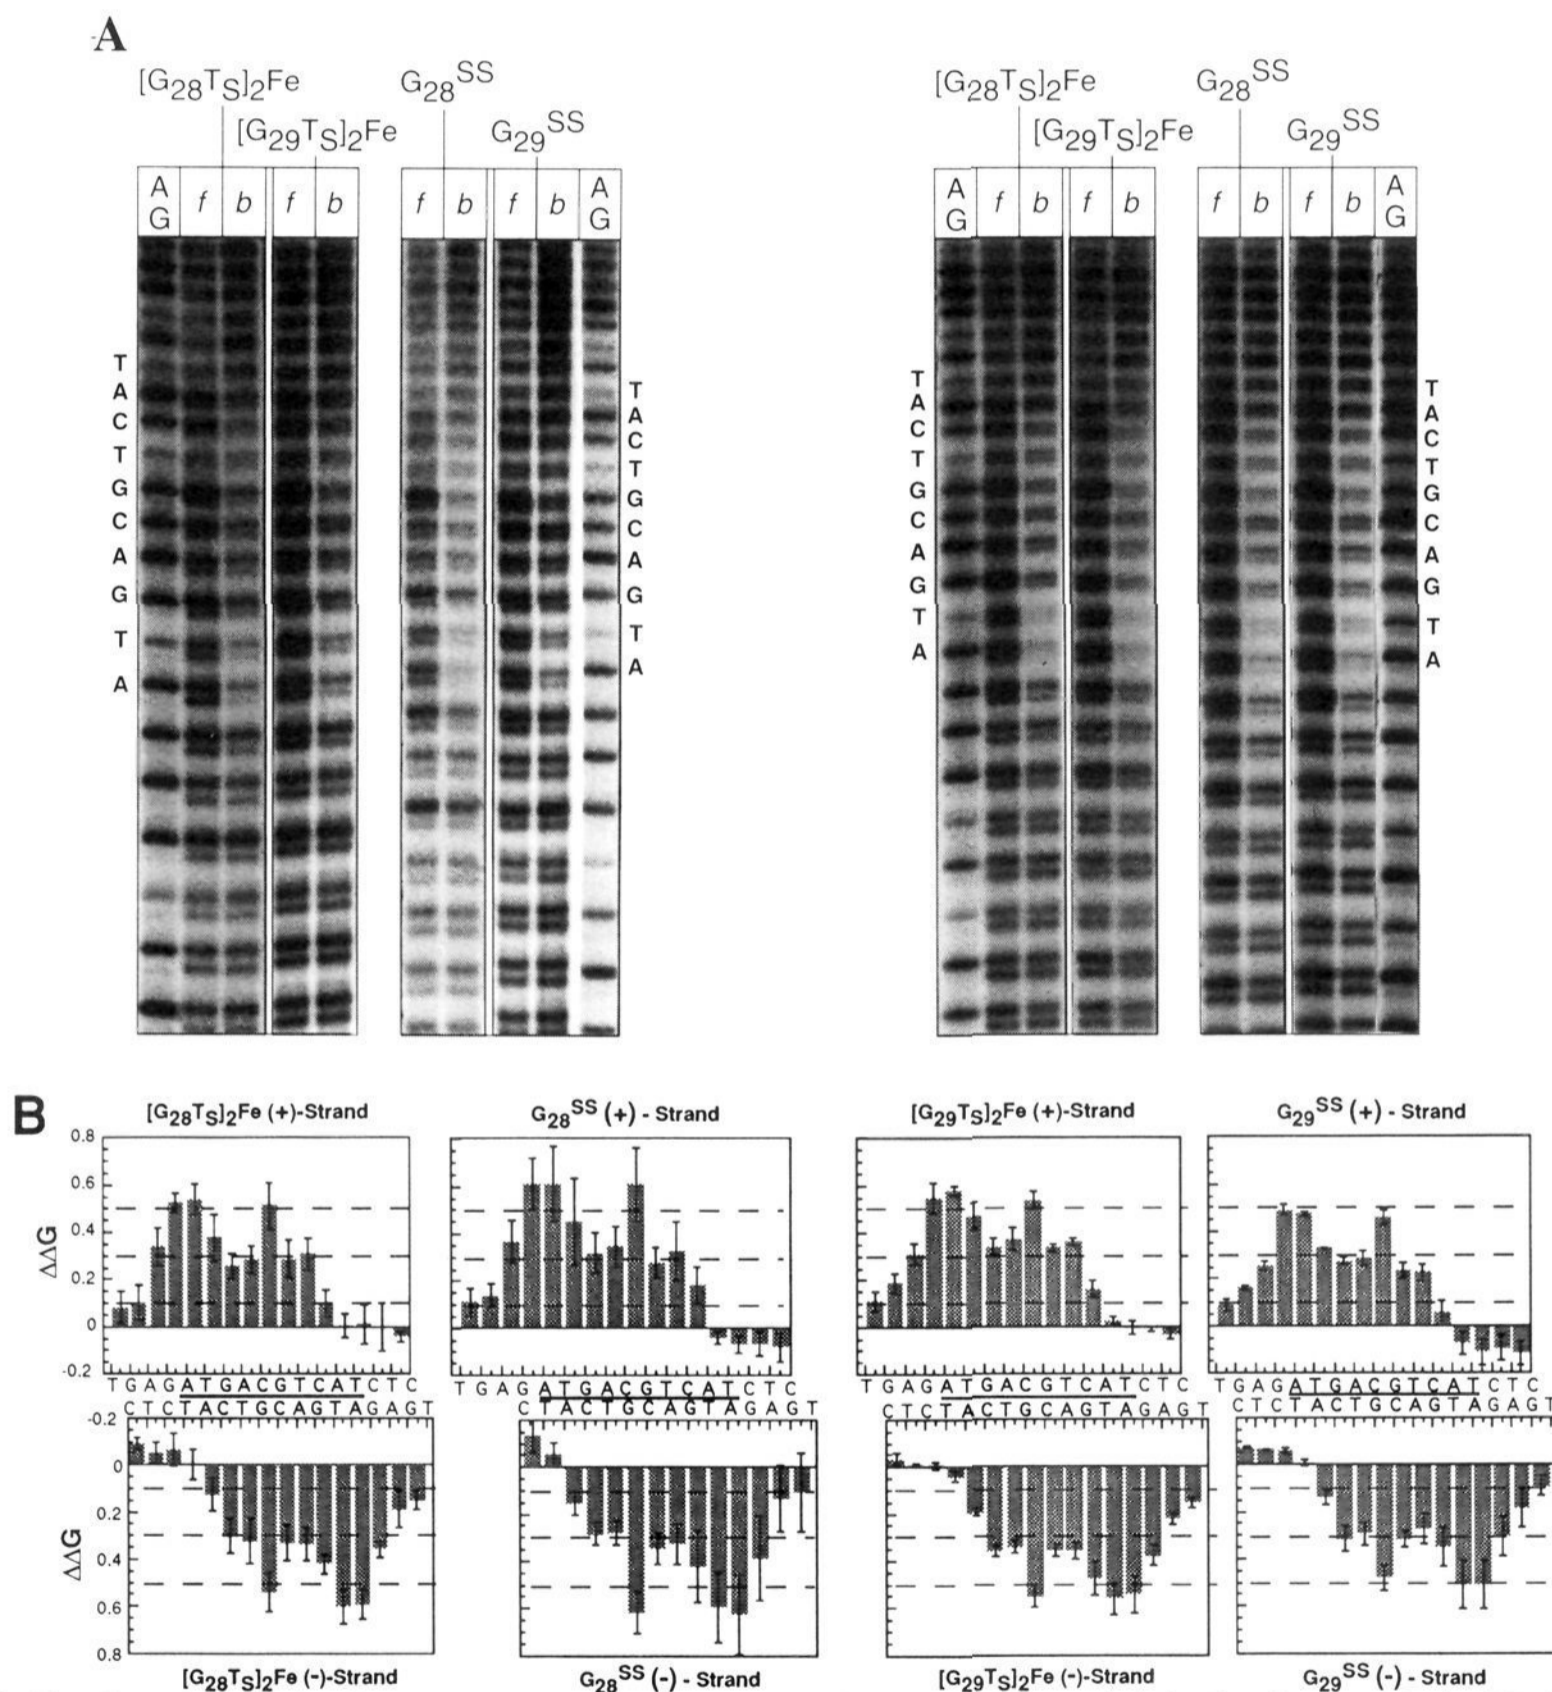 A
[G28TS]2Fe G28SS [G28TS]2Fe G28SS
[G29TS]2Fe G29SS [G29TS]2Fe G29SS
A G f b f b f b f b A G A G f b f b f b f b A G
T A C T G C A G T A
T A C T G C A G T A
T A C T G C A G T A
T A C T G C A G T A
B
[G28TS]2Fe (+)-Strand G28SS (+) - Strand [G29TS]2Fe (+)-Strand G29SS (+) - Strand
0.8
0.6
0.4
0.2
0
-0.2
ΔΔG
T G A G A T G A C G T C A T C T C T G A G A T G A C G T C A T C T C T G A G A T G A C G T C A T C T C T G A G A T G A C G T C A T C T C
C T C T A C T G C A G T A G A G T C T A C T G C A G T A G A G T C T C T A C T G C A G T A G A G T C T C T A C T G C A G T A G A G T
-0.2
0
0.2
0.4
0.6
0.8
ΔΔG
[G28TS]2Fe (-)-Strand G28SS (-) - Strand [G29TS]2Fe (-)-Strand G29SS (-) - Strand